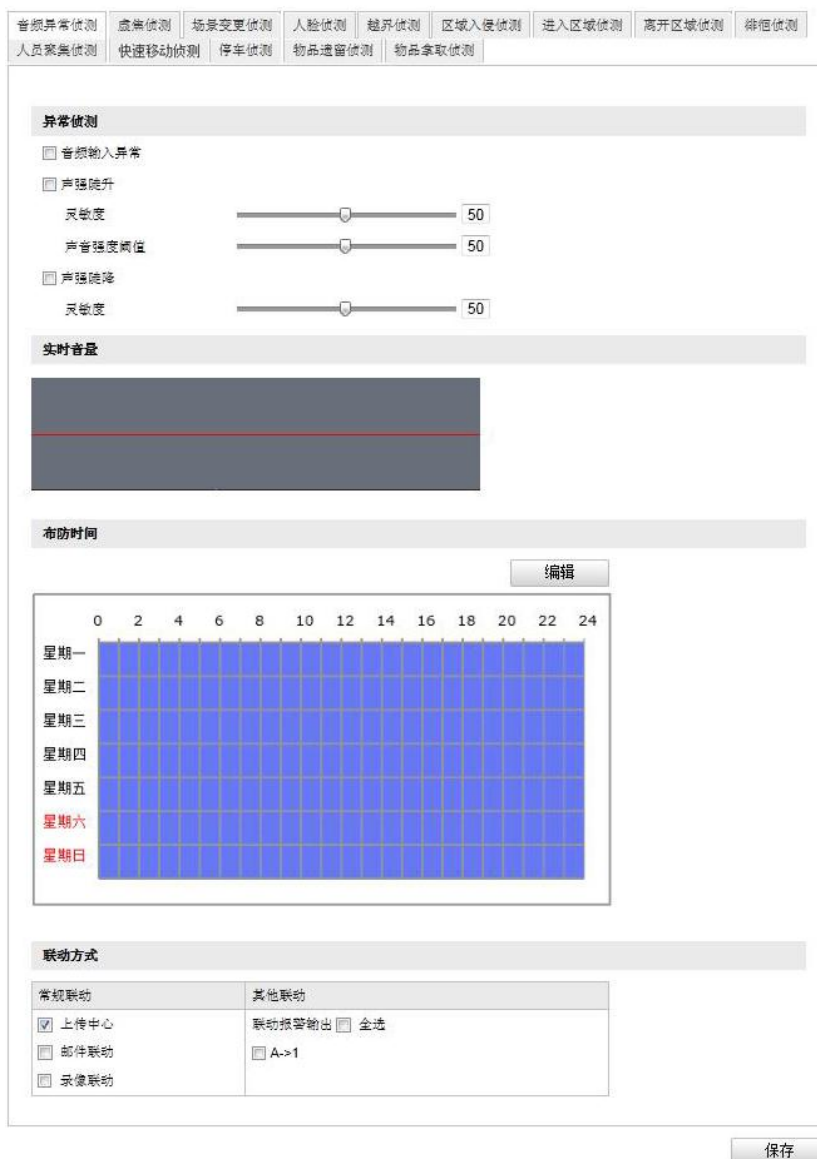 音频异常侦测 虚焦侦测 场景变更侦测 人脸侦测 越界侦测 区域入侵侦测 进入区域侦测 离开区域侦测 徘徊侦测
人员聚集侦测 快速移动侦测 停车侦测 物品遗留侦测 物品拿取侦测
异常侦测
音频输入异常
声强陡升
灵敏度 50
声音强度阈值 50
声强陡降
灵敏度 50
实时音量
布防时间
编辑
0 2 4 6 8 10 12 14 16 18 20 22 24
星期一
星期二
星期三
星期四
星期五
星期六
星期日
联动方式
常规联动 其他联动
上传中心 联动报警输出 全选
邮件联动 A->1
录像联动
保存